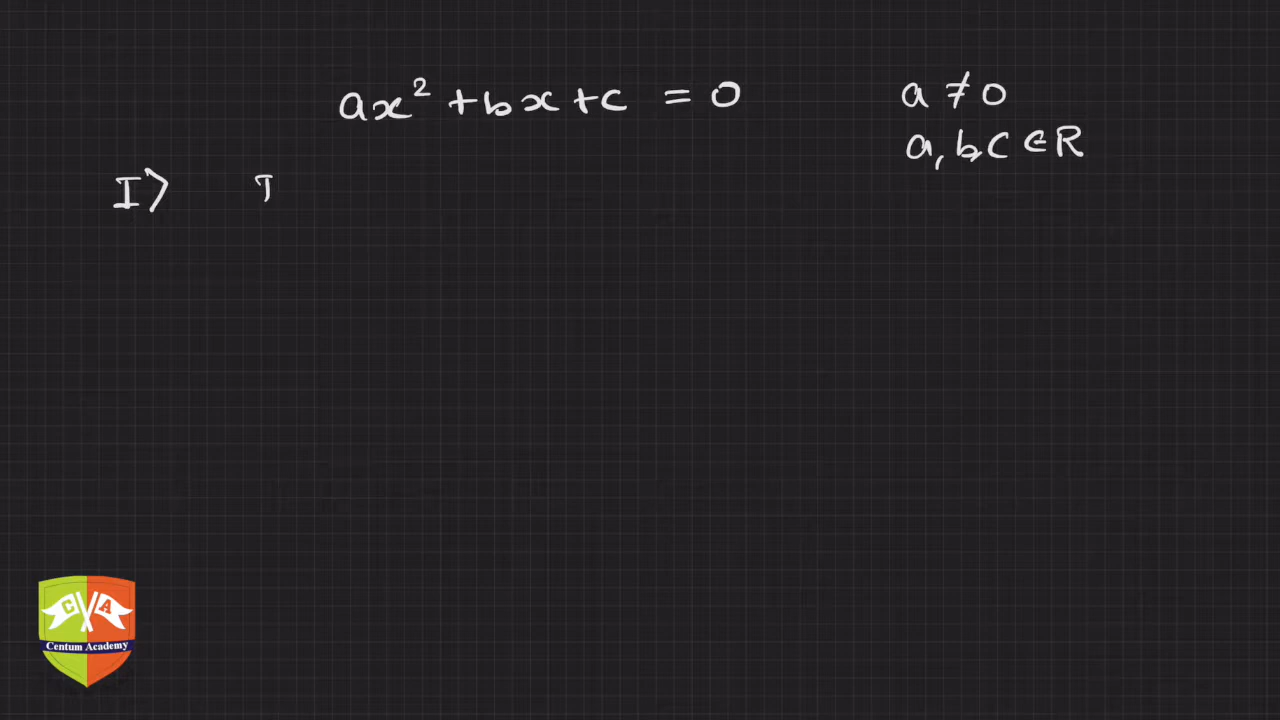 ax² + bx + c = 0 a ≠ 0
a, b, c ∈ R
I>
C A
Centum Academy